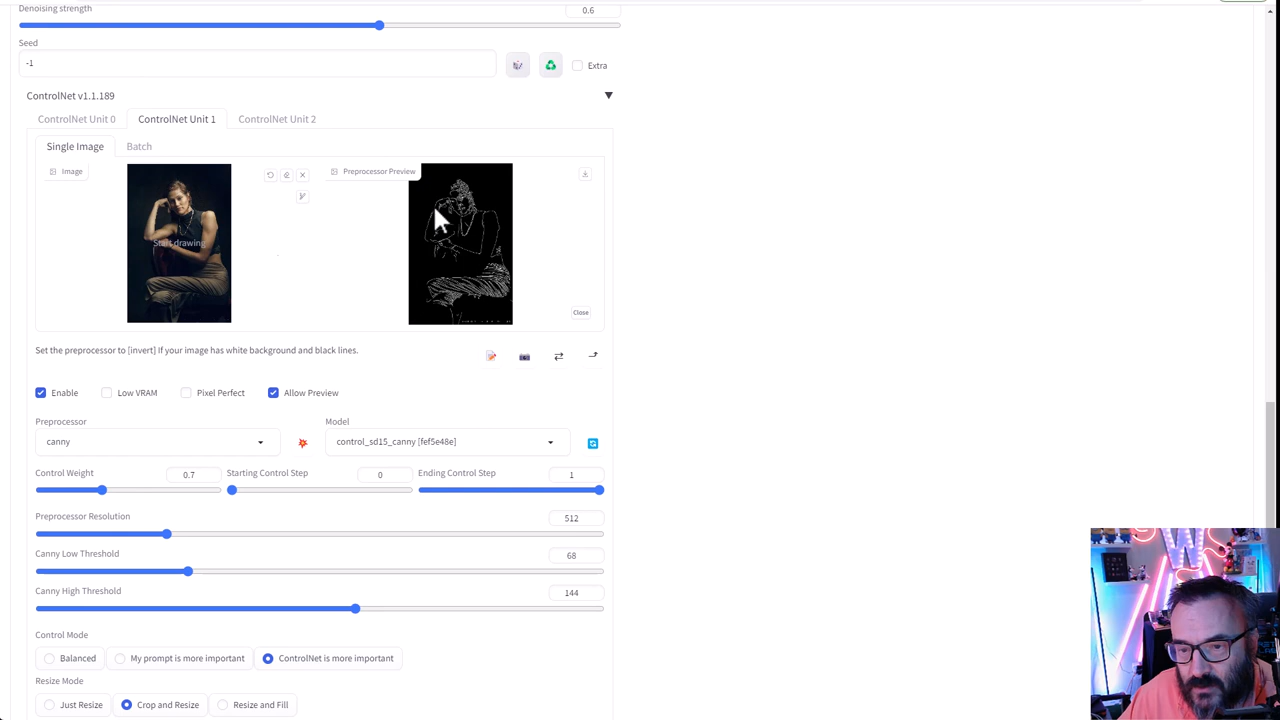 Denoising strength
0.6
Seed
-1
Extra
ControlNet v1.1.189
ControlNet Unit 0
ControlNet Unit 1
ControlNet Unit 2
Single Image
Batch
Image
Start drawing
Preprocessor Preview
Close
Set the preprocessor to [invert] If your image has white background and black lines.
Enable
Low VRAM
Pixel Perfect
Allow Preview
Preprocessor
Model
canny
control_sd15_canny [fef5e48e]
Control Weight
0.7
Starting Control Step
0
Ending Control Step
1
Preprocessor Resolution
512
Canny Low Threshold
68
Canny High Threshold
144
Control Mode
Balanced
My prompt is more important
ControlNet is more important
Resize Mode
Just Resize
Crop and Resize
Resize and Fill